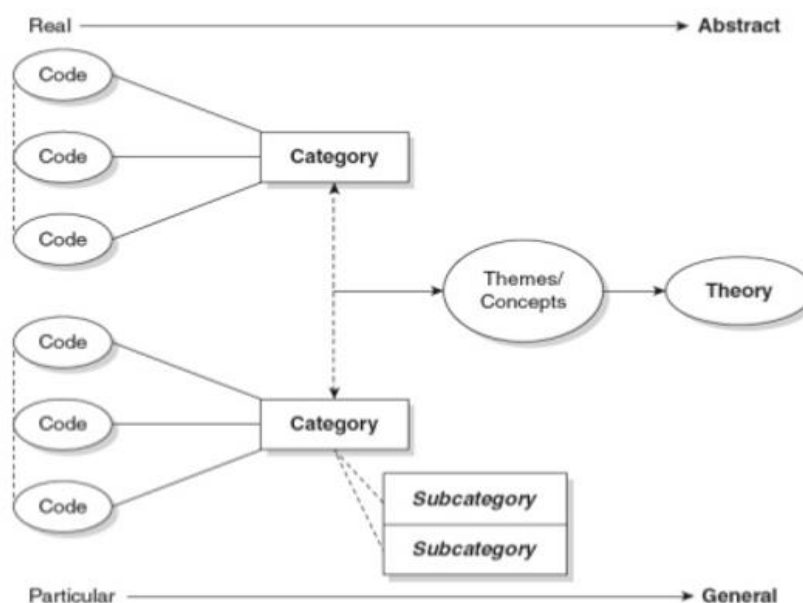 Real
Abstract
Code
Code
Category
Code
Themes/
Concepts
Theory
Code
Code
Category
Code
Subcategory
Subcategory
Particular
General